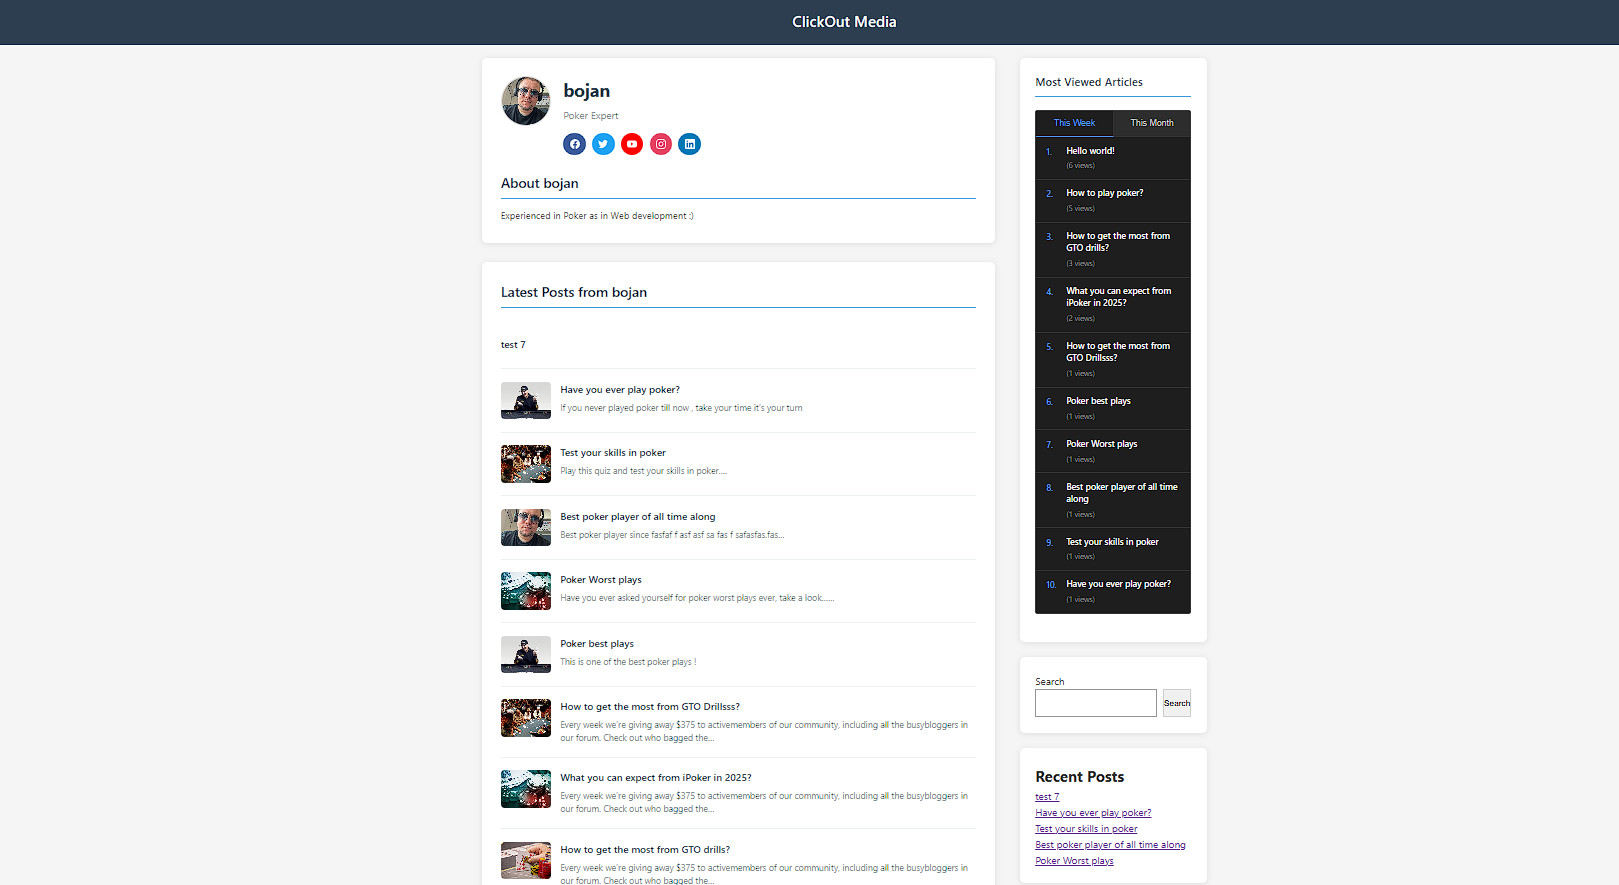 ClickOut Media
bojan
Poker Expert
About bojan
Experienced in Poker as in Web development :)
Latest Posts from bojan
test 7
Have you ever play poker?
If you never played poker till now , take your time it's your turn
Test your skills in poker
Play this quiz and test your skills in poker....
Best poker player of all time along
Best poker player since fasfaf f asf asf sa fas f safasfas.fas...
Poker Worst plays
Have you ever asked yourself for poker worst plays ever, take a look......
Poker best plays
This is one of the best poker plays !
How to get the most from GTO Drillsss?
Every week we're giving away $375 to activemembers of our community, including all the busybloggers in
our forum. Check out who bagged the...
What you can expect from iPoker in 2025?
Every week we're giving away $375 to activemembers of our community, including all the busybloggers in
our forum. Check out who bagged the...
How to get the most from GTO drills?
Every week we're giving away $375 to activemembers of our community, including all the busybloggers in
our forum. Check out who bagged the...
Most Viewed Articles
This Week This Month
1. Hello world!
(6 views)
2. How to play poker?
(5 views)
3. How to get the most from
GTO drills?
(3 views)
4. What you can expect from
iPoker in 2025?
(2 views)
5. How to get the most from
GTO Drillsss?
(1 views)
6. Poker best plays
(1 views)
7. Poker Worst plays
(1 views)
8. Best poker player of all time
along
(1 views)
9. Test your skills in poker
(1 views)
10. Have you ever play poker?
(1 views)
Search
Search
Recent Posts
test 7
Have you ever play poker?
Test your skills in poker
Best poker player of all time along
Poker Worst plays